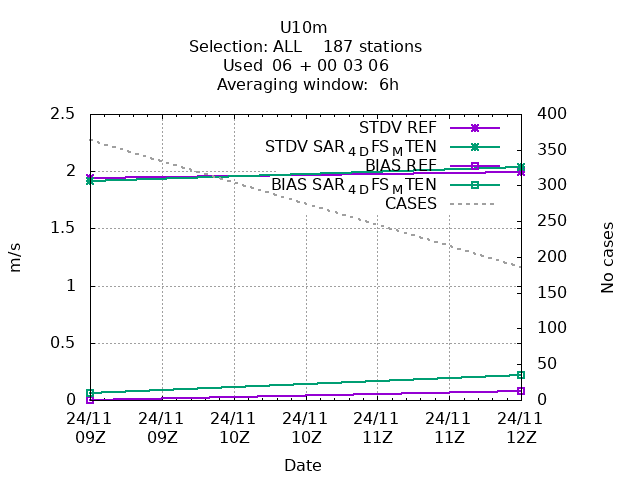 U10m
Selection: ALL 187 stations
Used 06 + 00 03 06
Averaging window: 6h
STDV REF
STDV SAR4DFSMTEN
BIAS REF
BIAS SAR4DFSMTEN
CASES
2.5
2
1.5
1
0.5
0
400
350
300
250
200
150
100
50
0
m/s
No cases
24/11 24/11 24/11 24/11 24/11 24/11 24/11
09Z 09Z 10Z 10Z 11Z 11Z 12Z
Date